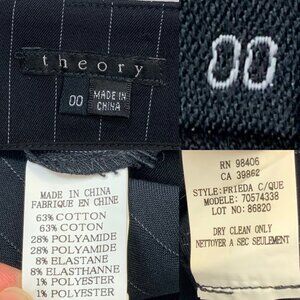 theory
00
MADE IN
CHINA
00
MADE IN CHINA
FABRIQUE EN CHINE
63% COTTON
63% COTON
28% POLYAMIDE
28% POLYAMIDE
8% ELASTANE
8% ELASTHANNE
1% POLYESTER
1% POLYESTER
RN 98406
CA 39862
STYLE: FRIEDA C/QUE
MODELE: 70574338
LOT NO: 86820
DRY CLEAN ONLY
NETTOYER A SEC SEULEMENT